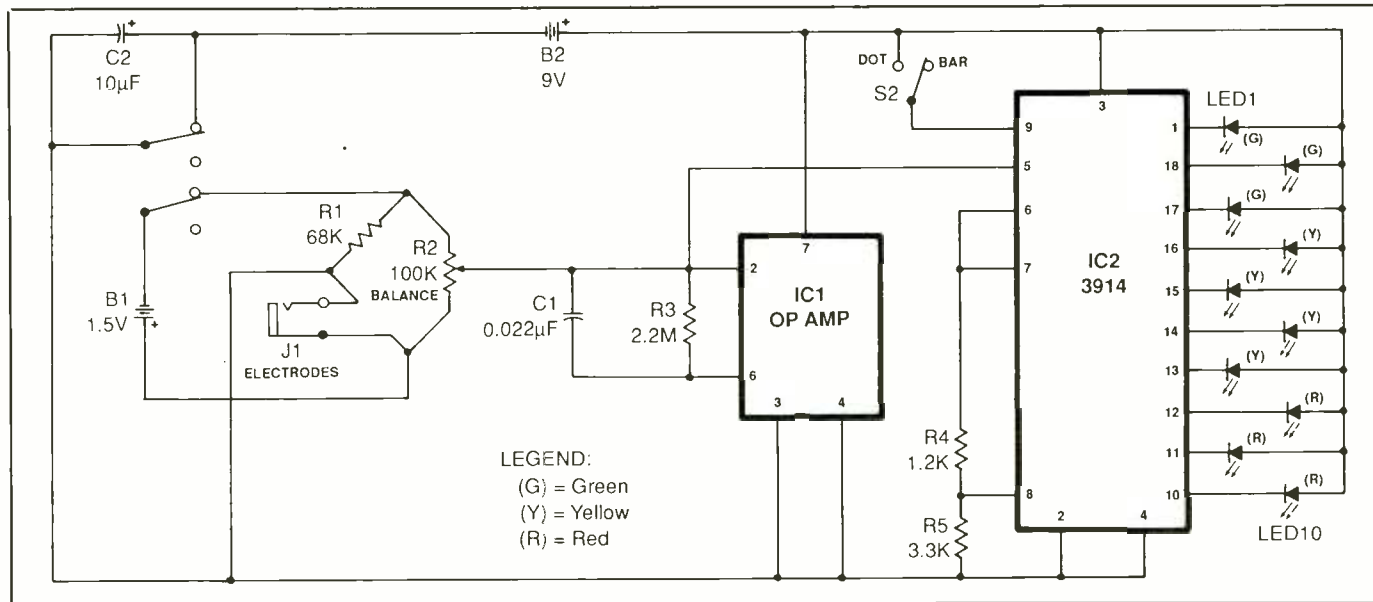 C2
10µF
+
B2
9V
+
DOT
BAR
S2
B1
1.5V
+
R1
68K
R2
100K
BALANCE
J1
ELECTRODES
C1
0.022µF
R3
2.2M
IC1
OP AMP
7
2
6
3
4
IC2
3914
3
9
5
6
7
8
2
4
1
18
17
16
15
14
13
12
11
10
R4
1.2K
R5
3.3K
LED1
(G)
(G)
(G)
(Y)
(Y)
(Y)
(Y)
(R)
(R)
(R)
LED10
LEGEND:
(G) = Green
(Y) = Yellow
(R) = Red